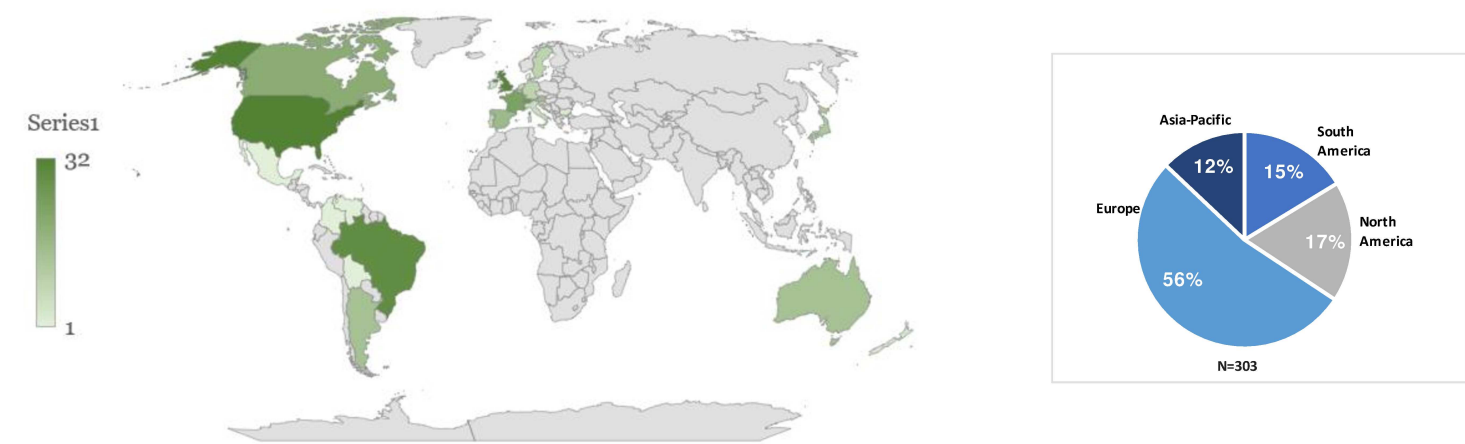 Series1
32
1
Asia-Pacific
South
America
12%
15%
Europe
North
America
17%
56%
N=303